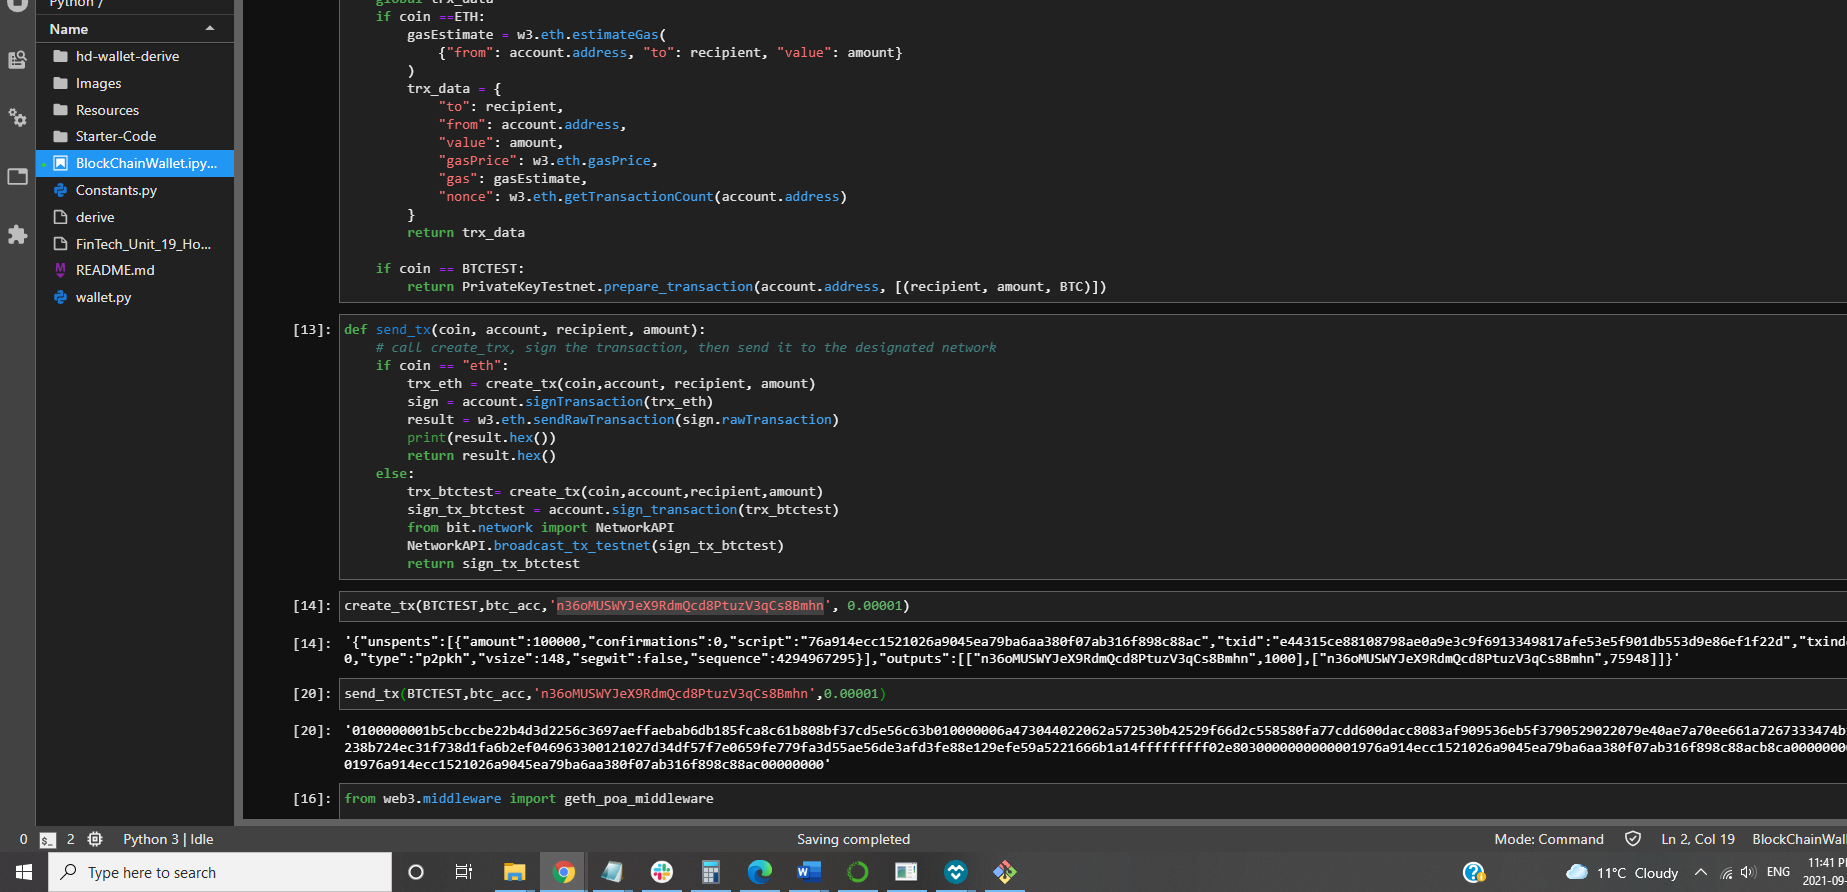 Python /
Name
hd-wallet-derive
Images
Resources
Starter-Code
BlockChainWallet.ipy...
Constants.py
derive
FinTech_Unit_19_Ho...
README.md
wallet.py
global trx_data
if coin ==ETH:
gasEstimate = w3.eth.estimateGas(
{"from": account.address, "to": recipient, "value": amount}
)
trx_data = {
"to": recipient,
"from": account.address,
"value": amount,
"gasPrice": w3.eth.gasPrice,
"gas": gasEstimate,
"nonce": w3.eth.getTransactionCount(account.address)
}
return trx_data
if coin == BTCTEST:
return PrivateKeyTestnet.prepare_transaction(account.address, [(recipient, amount, BTC)])
[13]: def send_tx(coin, account, recipient, amount):
# call create_trx, sign the transaction, then send it to the designated network
if coin == "eth":
trx_eth = create_tx(coin,account, recipient, amount)
sign = account.signTransaction(trx_eth)
result = w3.eth.sendRawTransaction(sign.rawTransaction)
print(result.hex())
return result.hex()
else:
trx_btctest= create_tx(coin,account,recipient,amount)
sign_tx_btctest = account.sign_transaction(trx_btctest)
from bit.network import NetworkAPI
NetworkAPI.broadcast_tx_testnet(sign_tx_btctest)
return sign_tx_btctest
[14]: create_tx(BTCTEST,btc_acc,'n36oMUSWYJeX9RdmQcd8PtuzV3qCs8Bmhn', 0.00001)
[14]: '{"unspents":[{"amount":100000,"confirmations":0,"script":"76a914ecc1521026a9045ea79ba6aa380f07ab316f898c88ac","txid":"e44315ce88108798ae0a9e3c9f6913349817afe53e5f901db553d9e86ef1f22d","txind
0,"type":"p2pkh","vsize":148,"segwit":false,"sequence":4294967295}],"outputs":[["n36oMUSWYJeX9RdmQcd8PtuzV3qCs8Bmhn",1000],["n36oMUSWYJeX9RdmQcd8PtuzV3qCs8Bmhn",75948]]}'
[20]: send_tx(BTCTEST,btc_acc,'n36oMUSWYJeX9RdmQcd8PtuzV3qCs8Bmhn',0.00001)
[20]: '0100000001b5cbccbe22b4d3d2256c3697aeffaebab6db185fca8c61b808bf37cd5e56c63b010000006a473044022062a572530b42529f66d2c558580fa77cdd600dacc8083af909536eb5f3790529022079e40ae7a70ee661a7267333474b
238b724ec31f738d1fa6b2ef046963300121027d34df57f7e0659fe779fa3d55ae56de3afd3fe88e129efe59a5221666b1a14fffffffff02e8030000000000001976a914ecc1521026a9045ea79ba6aa380f07ab316f898c88acb8ca0000000
01976a914ecc1521026a9045ea79ba6aa380f07ab316f898c88ac00000000'
[16]: from web3.middleware import geth_poa_middleware
0 2 Python 3 | Idle Saving completed Mode: Command Ln 2, Col 19 BlockChainWal
Type here to search 11°C Cloudy ENG 11:41 P
2021-09-